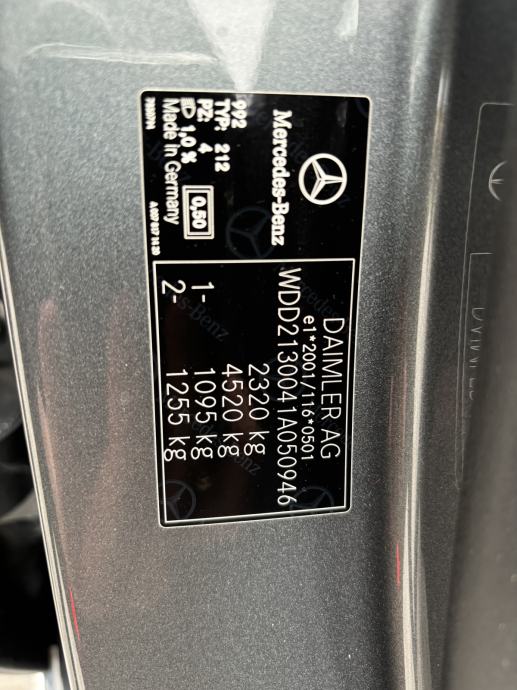 Mercedes-Benz
992
TYP: 212
PZ: 4
1,0 %
0,50
Made in Germany
DAIMLER AG
e1*2001/116*0501
WDD2130041A050946
2320 kg
4520 kg
1- 1095 kg
2- 1255 kg